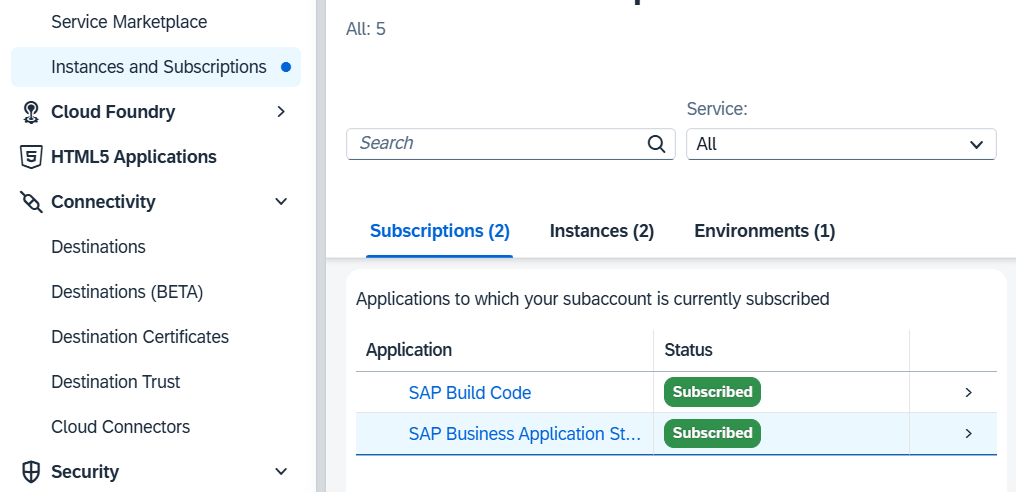 Service Marketplace
Instances and Subscriptions
Cloud Foundry
HTML5 Applications
Connectivity
Destinations
Destinations (BETA)
Destination Certificates
Destination Trust
Cloud Connectors
Security
All: 5
Service:
Search
All
Subscriptions (2)
Instances (2)
Environments (1)
Applications to which your subaccount is currently subscribed
Application Status
SAP Build Code Subscribed
SAP Business Application St... Subscribed